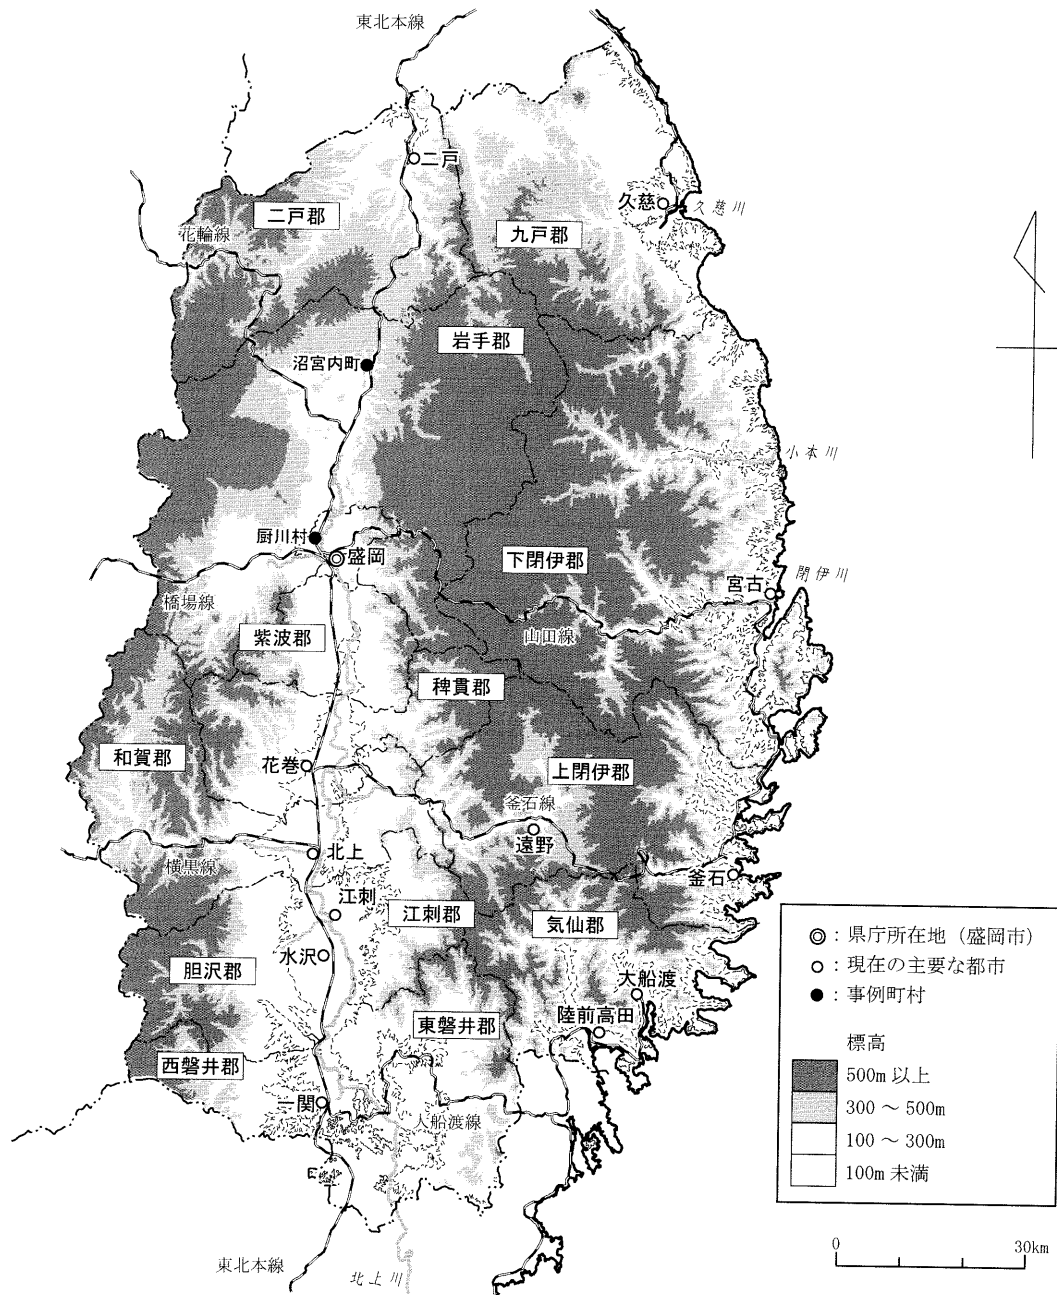 東北本線
二戸
久慈
久慈川
二戸郡
九戸郡
花輪線
岩手郡
沼宮内町
小本川
厨川村
盛岡
下閉伊郡
閉伊川
宮古
橋場線
紫波郡
山田線
稗貫郡
和賀郡
花巻
上閉伊郡
釜石線
遠野
北上
横黒線
釜石
江刺
江刺郡
気仙郡
水沢
胆沢郡
大船渡
陸前高田
東磐井郡
西磐井郡
一関
大船渡線
東北本線
北上川
◎：県庁所在地（盛岡市）
○：現在の主要な都市
●：事例町村
標高
500m 以上
300 ～ 500m
100 ～ 300m
100m 未満
0 30km